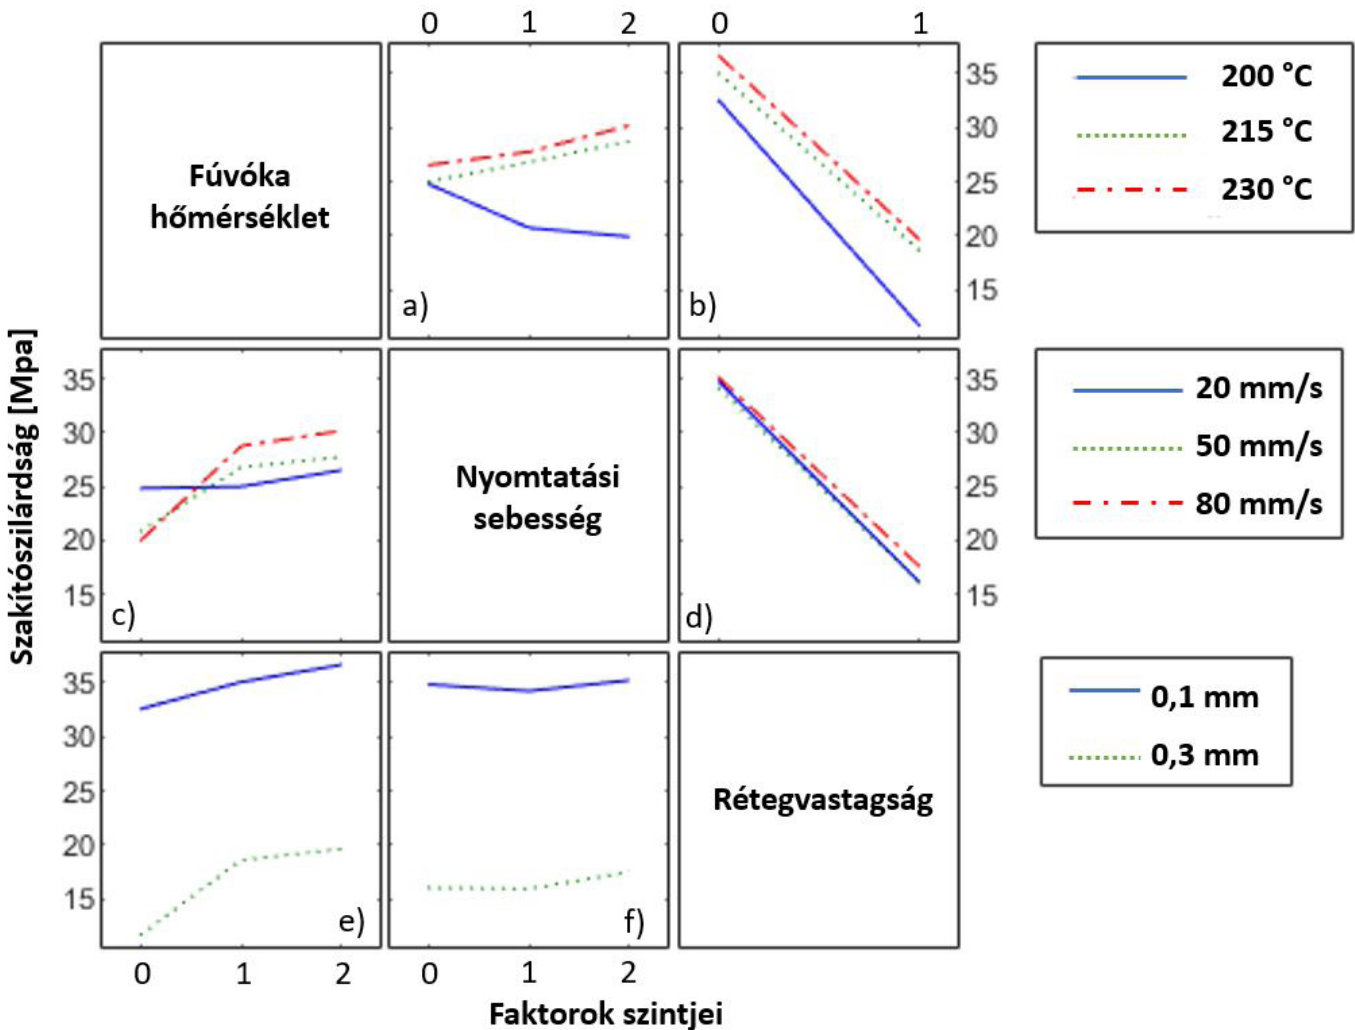 0 1 2 0 1
Fúvóka
hőmérséklet
a)
b)
35
30
25
20
15
200 °C
215 °C
230 °C
Szakítószilárdság [Mpa]
35
30
25
20
15
c)
Nyomtatási
sebesség
d)
35
30
25
20
15
20 mm/s
50 mm/s
80 mm/s
35
30
25
20
15
e)
f)
Rétegvastagság
0,1 mm
0,3 mm
0 1 2 0 1 2
Faktorok szintjei